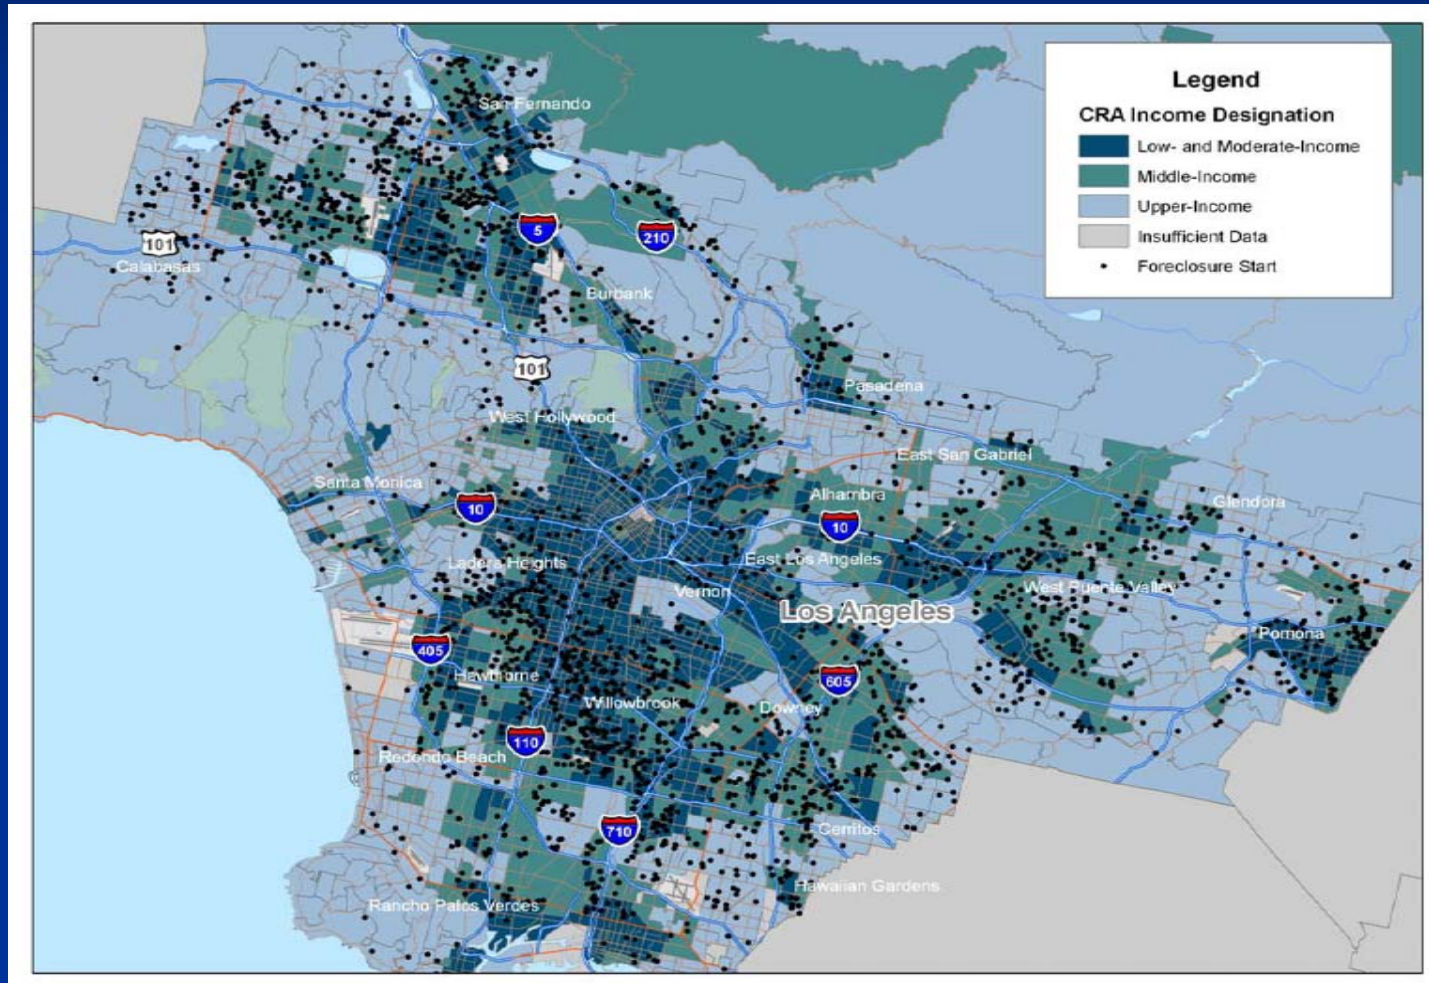 Legend
CRA Income Designation
Low- and Moderate-Income
Middle-Income
Upper-Income
Insufficient Data
Foreclosure Start
San Fernando
5
210
101
Calabasas
Burbank
101
Pasadena
West Hollywood
East San Gabriel
Santa Monica
Alhambra
Glendora
10
10
Ladera Heights
East Los Angeles
West Puente Valley
Vernon
Los Angeles
Pomona
405
Hawthorne
605
Willowbrook
Downey
110
Redondo Beach
710
Cerritos
Hawaiian Gardens
Rancho Palos Verdes